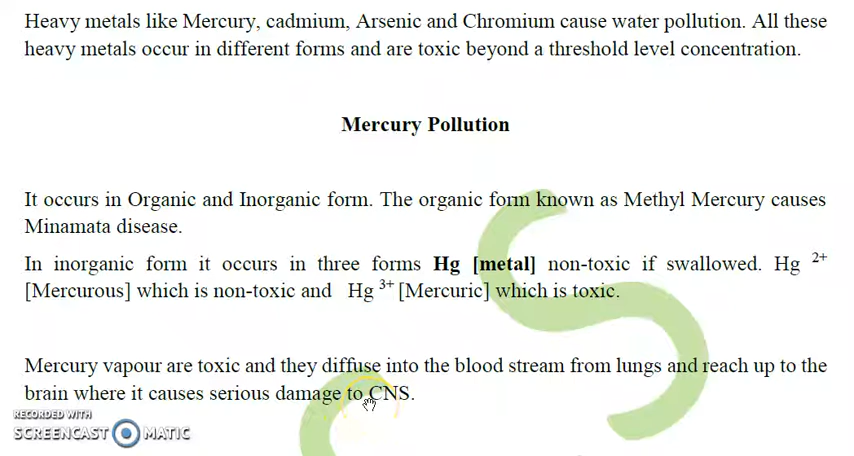 Heavy metals like Mercury, cadmium, Arsenic and Chromium cause water pollution. All these
heavy metals occur in different forms and are toxic beyond a threshold level concentration.
Mercury Pollution
It occurs in Organic and Inorganic form. The organic form known as Methyl Mercury causes
Minamata disease.
In inorganic form it occurs in three forms Hg [metal] non-toxic if swallowed. Hg ²⁺
[Mercurous] which is non-toxic and Hg ³⁺ [Mercuric] which is toxic.
Mercury vapour are toxic and they diffuse into the blood stream from lungs and reach up to the
brain where it causes serious damage to CNS.
RECORDED WITH
SCREENCAST MATIC